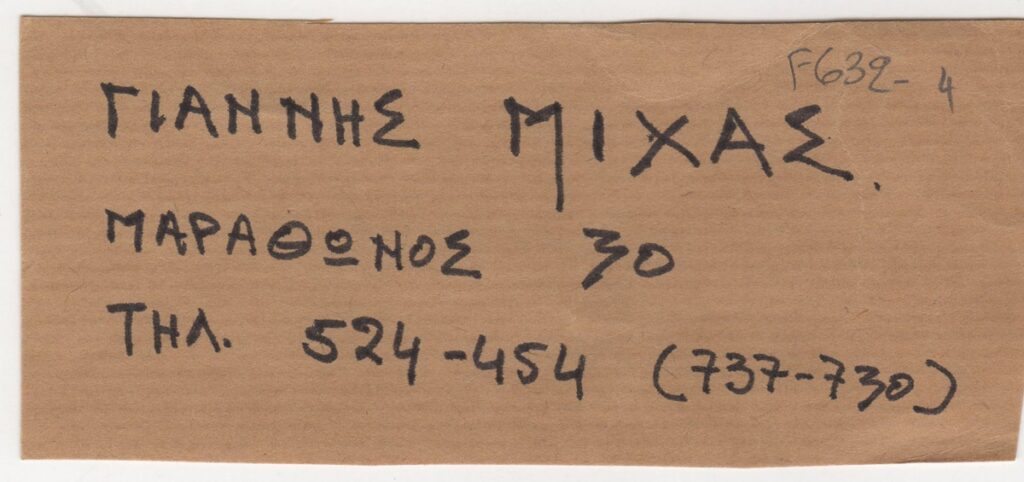 F632-4
ΓΙΑΝΝΗΣ ΜΙΧΑΣ.
ΜΑΡΑΘΩΝΟΣ 30
ΤΗΛ. 524-454 (737-730)